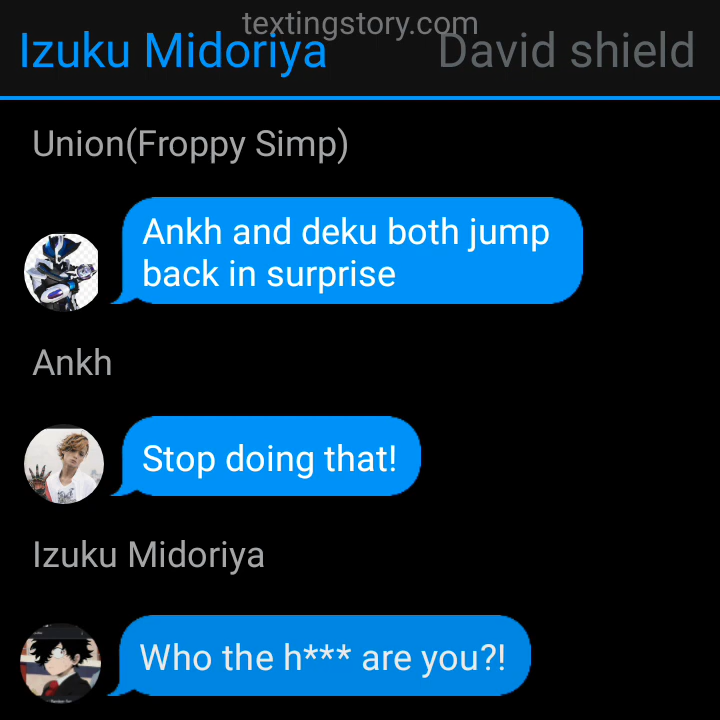 textingstory.com
Izuku Midoriya David shield
Union(Froppy Simp)
Ankh and deku both jump
back in surprise
Ankh
Stop doing that!
Izuku Midoriya
Who the h*** are you?!